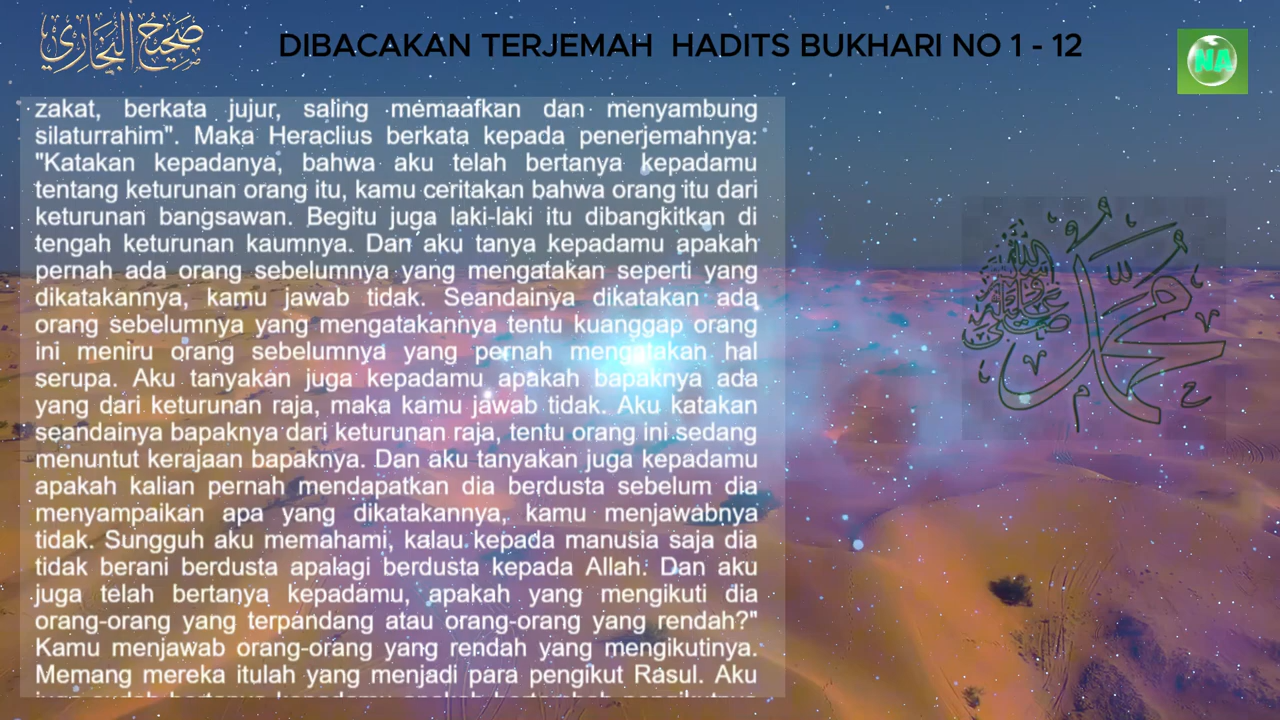 صحيح البخاري
DIBACAKAN TERJEMAH HADITS BUKHARI NO 1 - 12
NA
zakat, berkata jujur, saling memaafkan dan menyambung
silaturrahim". Maka Heraclius berkata kepada penerjemahnya:
"Katakan kepadanya, bahwa aku telah bertanya kepadamu
tentang keturunan orang itu, kamu ceritakan bahwa orang itu dari
keturunan bangsawan. Begitu juga laki-laki itu dibangkitkan di
tengah keturunan kaumnya. Dan aku tanya kepadamu apakah
pernah ada orang sebelumnya yang mengatakan seperti yang
dikatakannya, kamu jawab tidak. Seandainya dikatakan ada
orang sebelumnya yang mengatakannya tentu kuanggap orang
ini meniru orang sebelumnya yang pernah mengatakan hal
serupa. Aku tanyakan juga kepadamu apakah bapaknya ada
yang dari keturunan raja, maka kamu jawab tidak. Aku katakan
seandainya bapaknya dari keturunan raja, tentu orang ini sedang
menuntut kerajaan bapaknya. Dan aku tanyakan juga kepadamu
apakah kalian pernah mendapatkan dia berdusta sebelum dia
menyampaikan apa yang dikatakannya, kamu menjawabnya
tidak. Sungguh aku memahami, kalau kepada manusia saja dia
tidak berani berdusta apalagi berdusta kepada Allah. Dan aku
juga telah bertanya kepadamu, apakah yang mengikuti dia
orang-orang yang terpandang atau orang-orang yang rendah?"
Kamu menjawab orang-orang yang rendah yang mengikutinya.
Memang mereka itulah yang menjadi para pengikut Rasul. Aku
محمد
صلى الله عليه وسلم